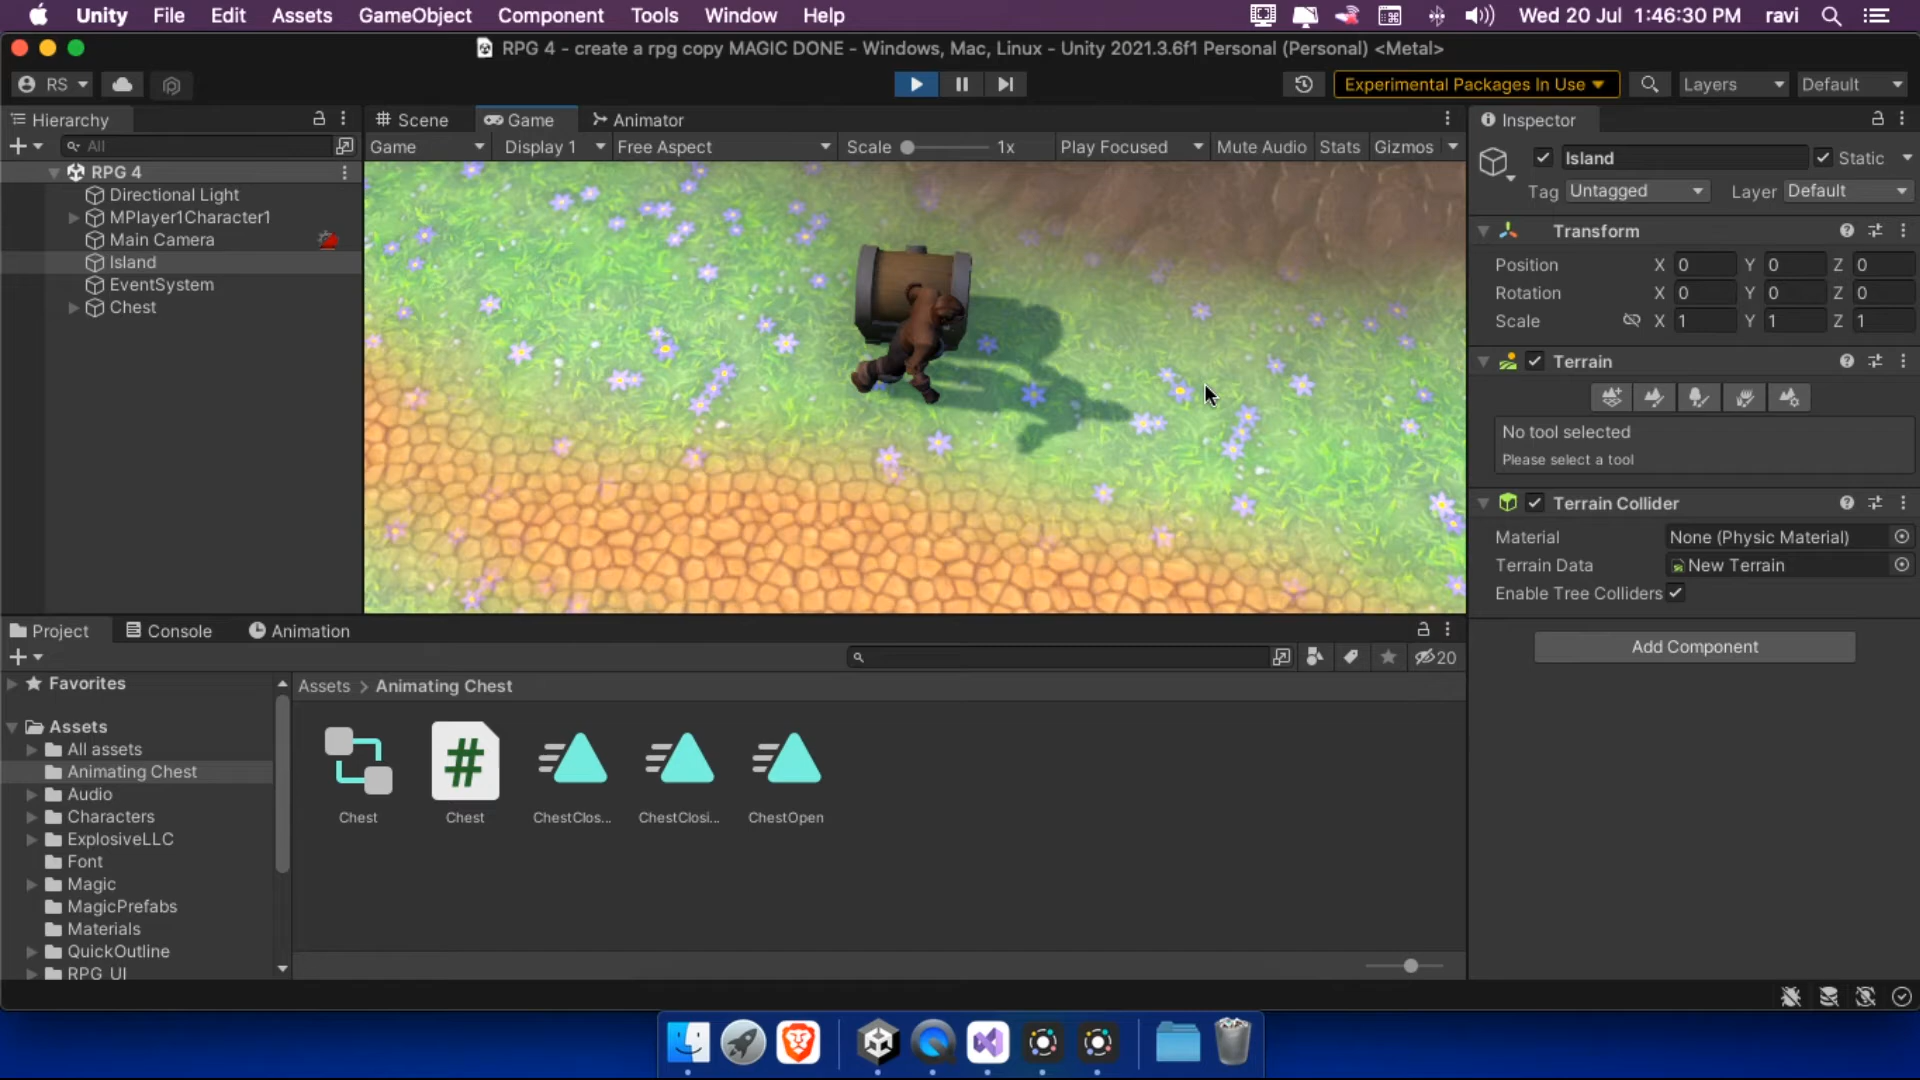 Unity File Edit Assets GameObject Component Tools Window Help Wed 20 Jul 1:46:30 PM ravi
RPG 4 - create a rpg copy MAGIC DONE - Windows, Mac, Linux - Unity 2021.3.6f1 Personal (Personal) <Metal>
RS Experimental Packages In Use Layers Default
Hierarchy
All
RPG 4
Directional Light
MPlayer1Character1
Main Camera
Island
EventSystem
Chest
Scene Game Animator
Game Display 1 Free Aspect Scale 1x Play Focused Mute Audio Stats Gizmos
Inspector
Island Static
Tag Untagged Layer Default
Transform
Position X 0 Y 0 Z 0
Rotation X 0 Y 0 Z 0
Scale X 1 Y 1 Z 1
Terrain
No tool selected
Please select a tool
Terrain Collider
Material None (Physic Material)
Terrain Data New Terrain
Enable Tree Colliders
Add Component
Project Console Animation
20
Favorites
Assets
All assets
Animating Chest
Audio
Characters
ExplosiveLLC
Font
Magic
MagicPrefabs
Materials
QuickOutline
RPG UI
Assets > Animating Chest
Chest Chest ChestClos... ChestClosi... ChestOpen